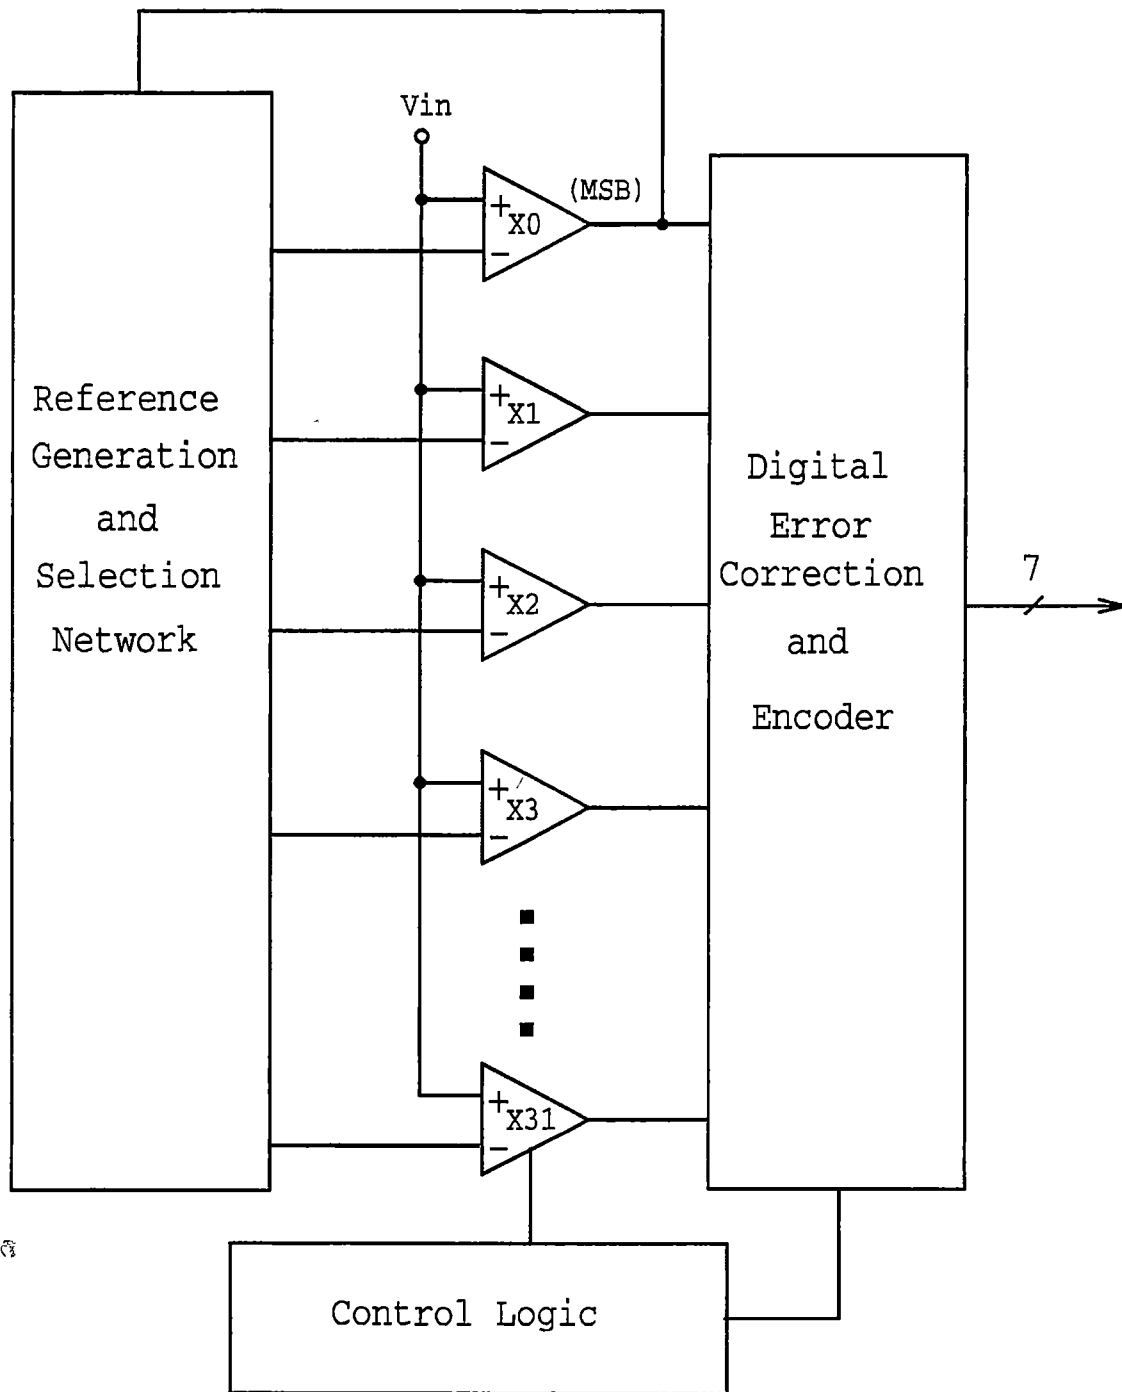 Vin
(MSB)
+
X0
-
Reference
Generation
and
Selection
Network
+
X1
-
+
X2
-
+
X3
-
+
X31
-
Digital
Error
Correction
and
Encoder
7
Control Logic